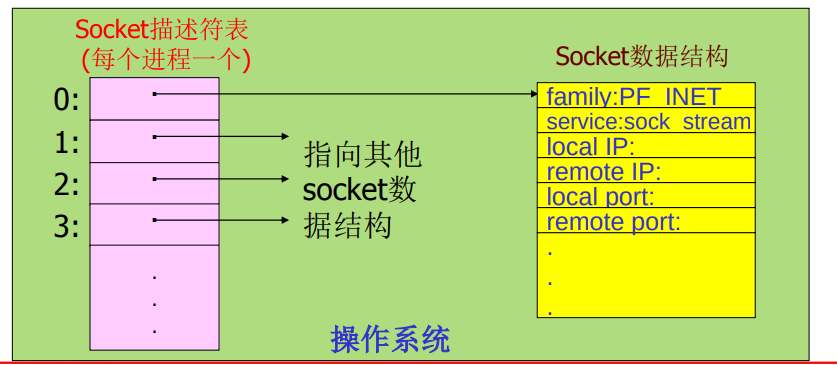 Socket描述符表
(每个进程一个)
Socket数据结构
0:
1:
2:
3:
指向其他
socket数
据结构
family:PF_INET
service:sock_stream
local IP:
remote IP:
local port:
remote port:
.
.
.
.
.
.
操作系统